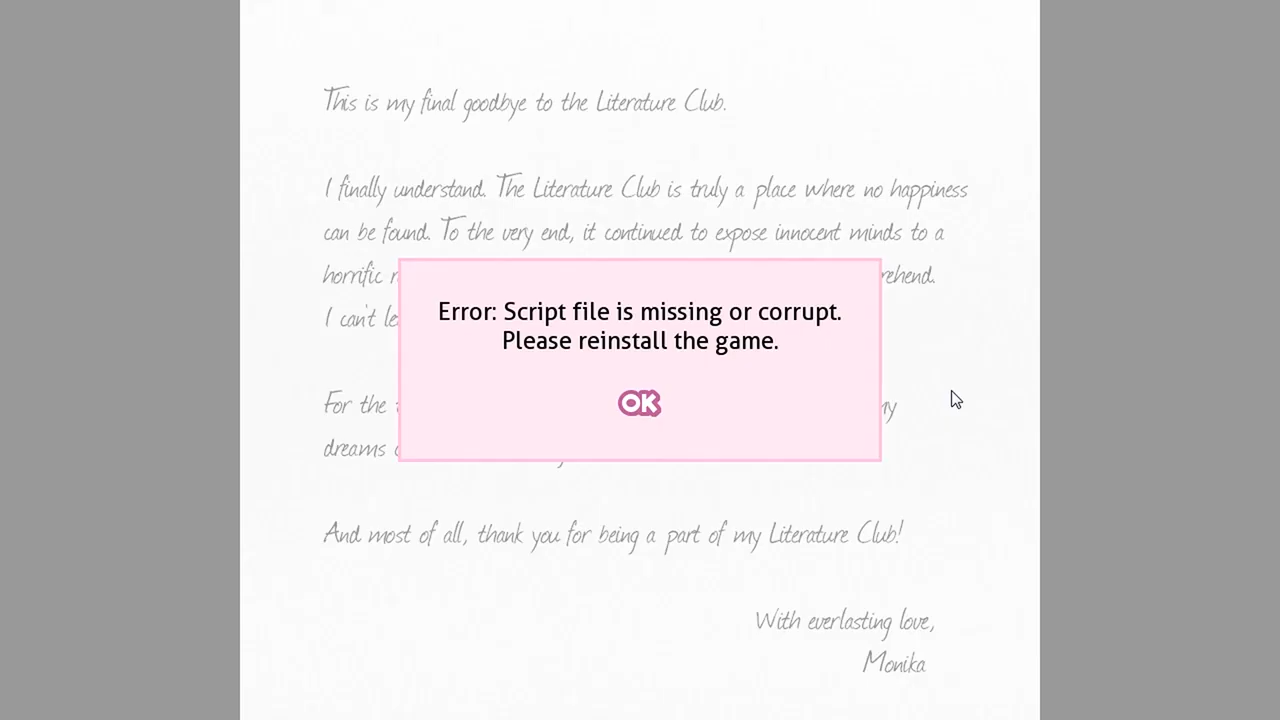 This is my final goodbye to the Literature Club.
I finally understand. The Literature Club is truly a place where no happiness
can be found. To the very end, it continued to expose innocent minds to a
horrific
I can't
Error: Script file is missing or corrupt.
Please reinstall the game.
OK
For the
dreams
And most of all, thank you for being a part of my Literature Club!
With everlasting love,
Monika